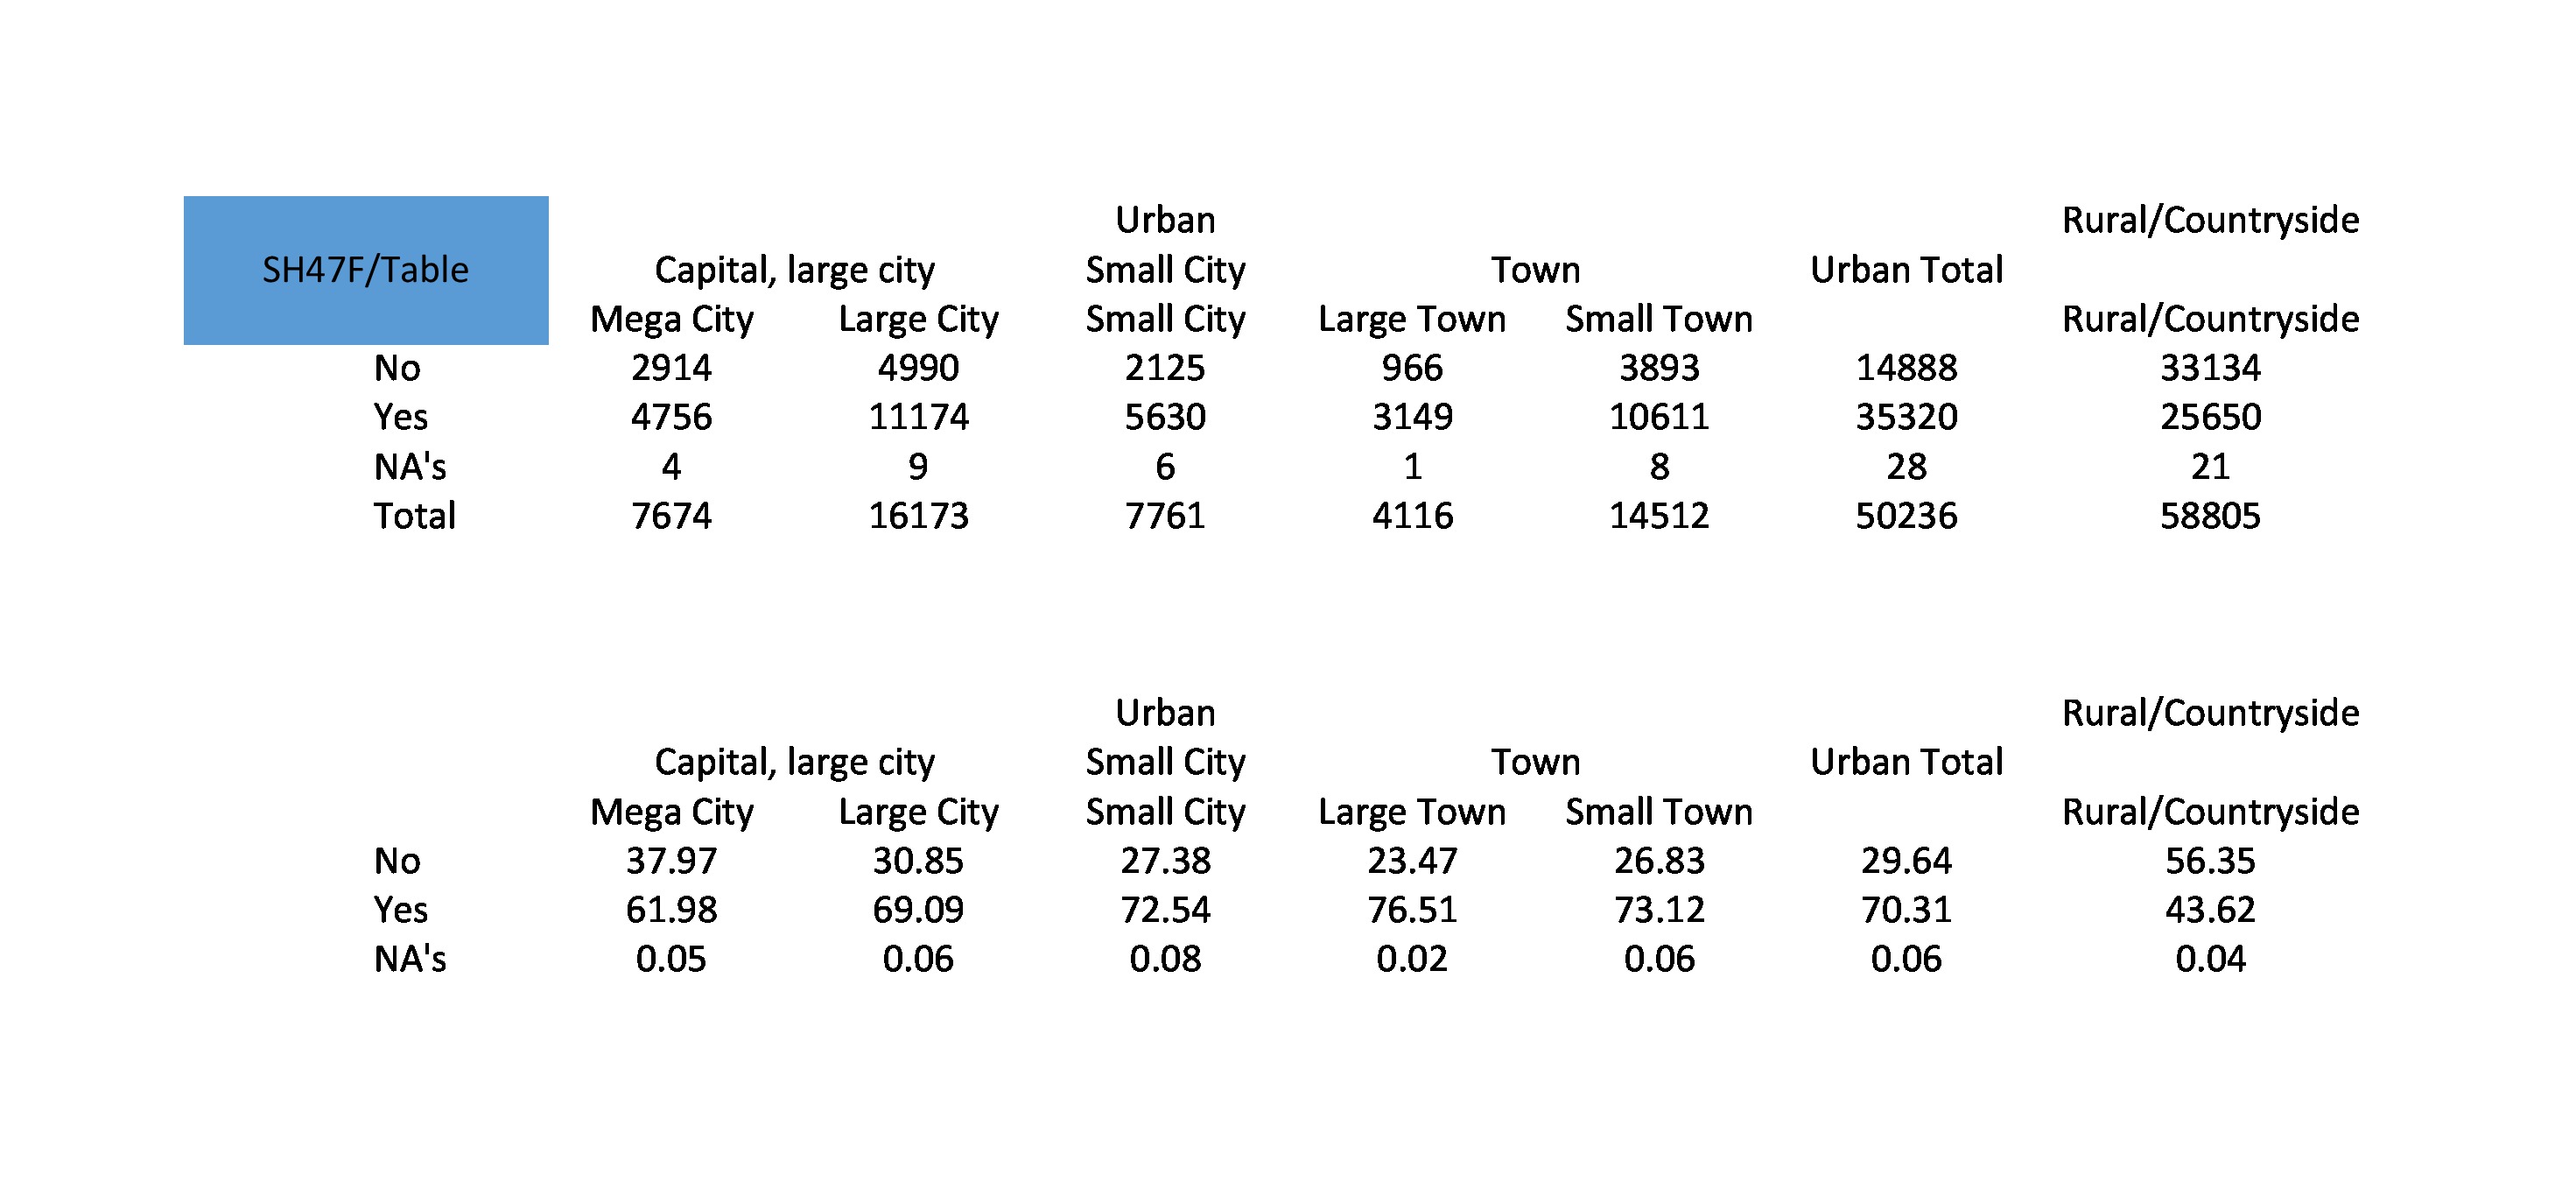 Urban Rural/Countryside
SH47F/Table Capital, large city Small City Town Urban Total
Mega City Large City Small City Large Town Small Town Rural/Countryside
No 2914 4990 2125 966 3893 14888 33134
Yes 4756 11174 5630 3149 10611 35320 25650
NA's 4 9 6 1 8 28 21
Total 7674 16173 7761 4116 14512 50236 58805
Urban Rural/Countryside
Capital, large city Small City Town Urban Total
Mega City Large City Small City Large Town Small Town Rural/Countryside
No 37.97 30.85 27.38 23.47 26.83 29.64 56.35
Yes 61.98 69.09 72.54 76.51 73.12 70.31 43.62
NA's 0.05 0.06 0.08 0.02 0.06 0.06 0.04